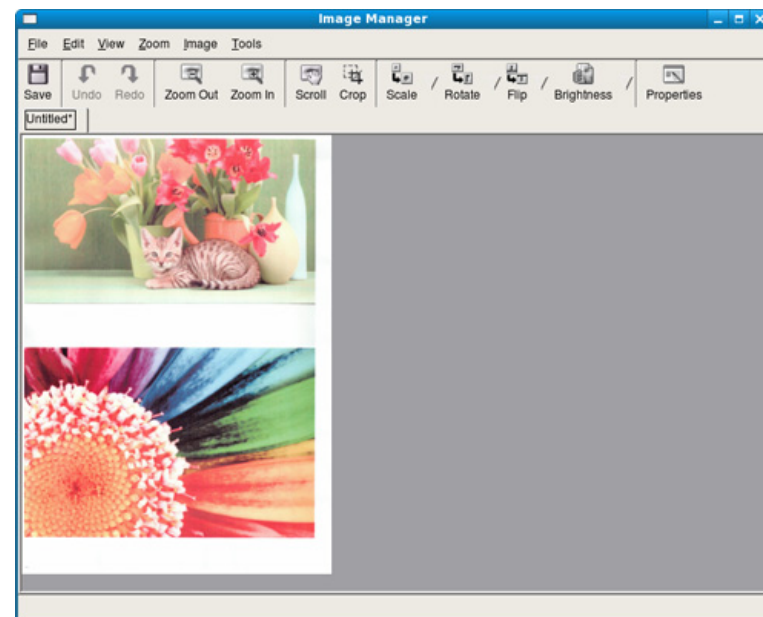 Image Manager
File Edit View Zoom Image Tools
Save Undo Redo Zoom Out Zoom In Scroll Crop Scale / Rotate / Flip / Brightness / Properties
Untitled*